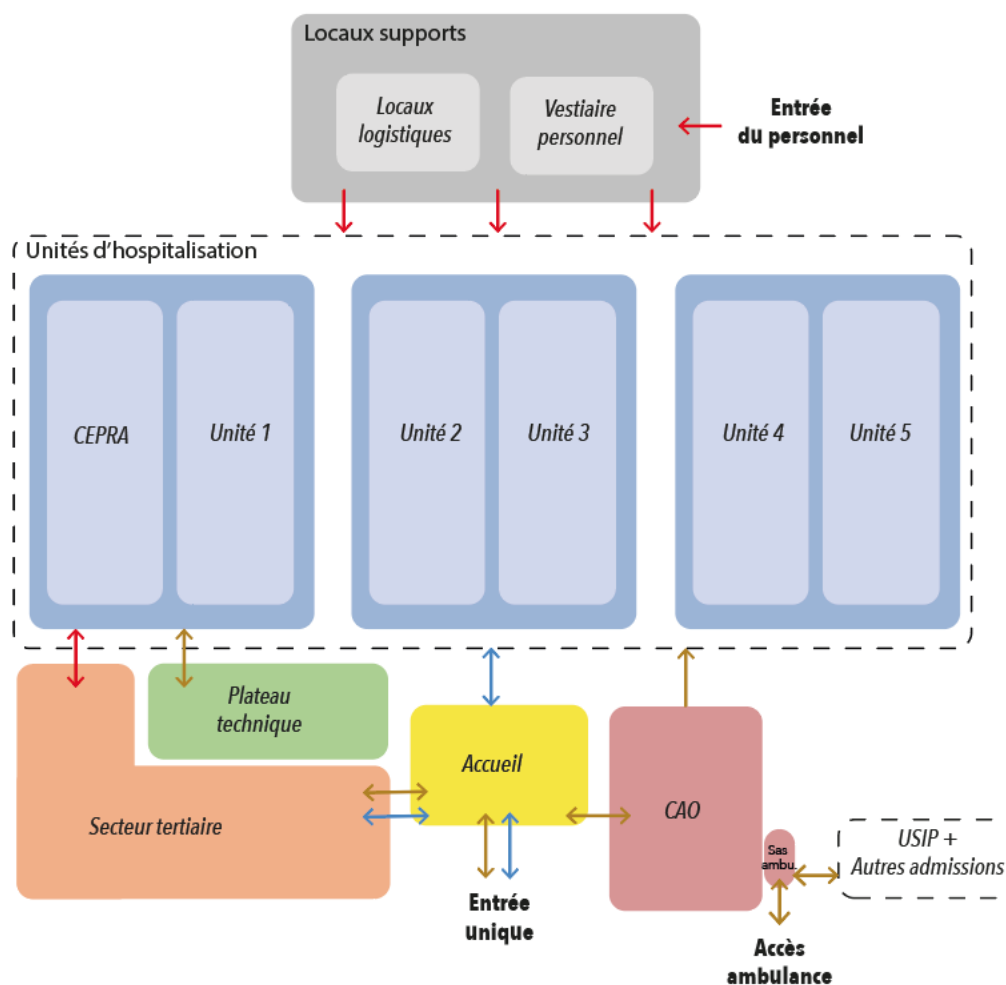 Locaux supports
Locaux
logistiques
Vestiaire
personnel
Entrée
du personnel
Unités d'hospitalisation
CEPRA
Unité 1
Unité 2
Unité 3
Unité 4
Unité 5
Plateau
technique
Accueil
CAO
Secteur tertiaire
Sas
ambu.
USIP +
Autres admissions
Entrée
unique
Accès
ambulance